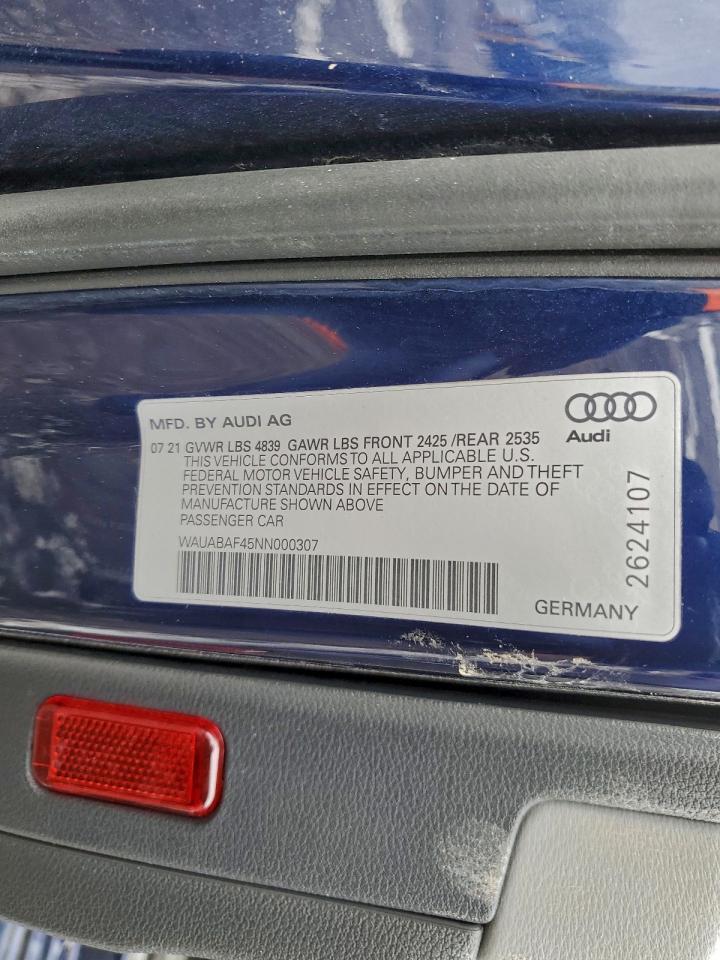 MFD. BY AUDI AG
Audi
07 21 GVWR LBS 4839 GAWR LBS FRONT 2425 /REAR 2535
THIS VEHICLE CONFORMS TO ALL APPLICABLE U.S.
FEDERAL MOTOR VEHICLE SAFETY, BUMPER AND THEFT
PREVENTION STANDARDS IN EFFECT ON THE DATE OF
MANUFACTURE SHOWN ABOVE
PASSENGER CAR
WAUABAF45NN000307
2624107
GERMANY